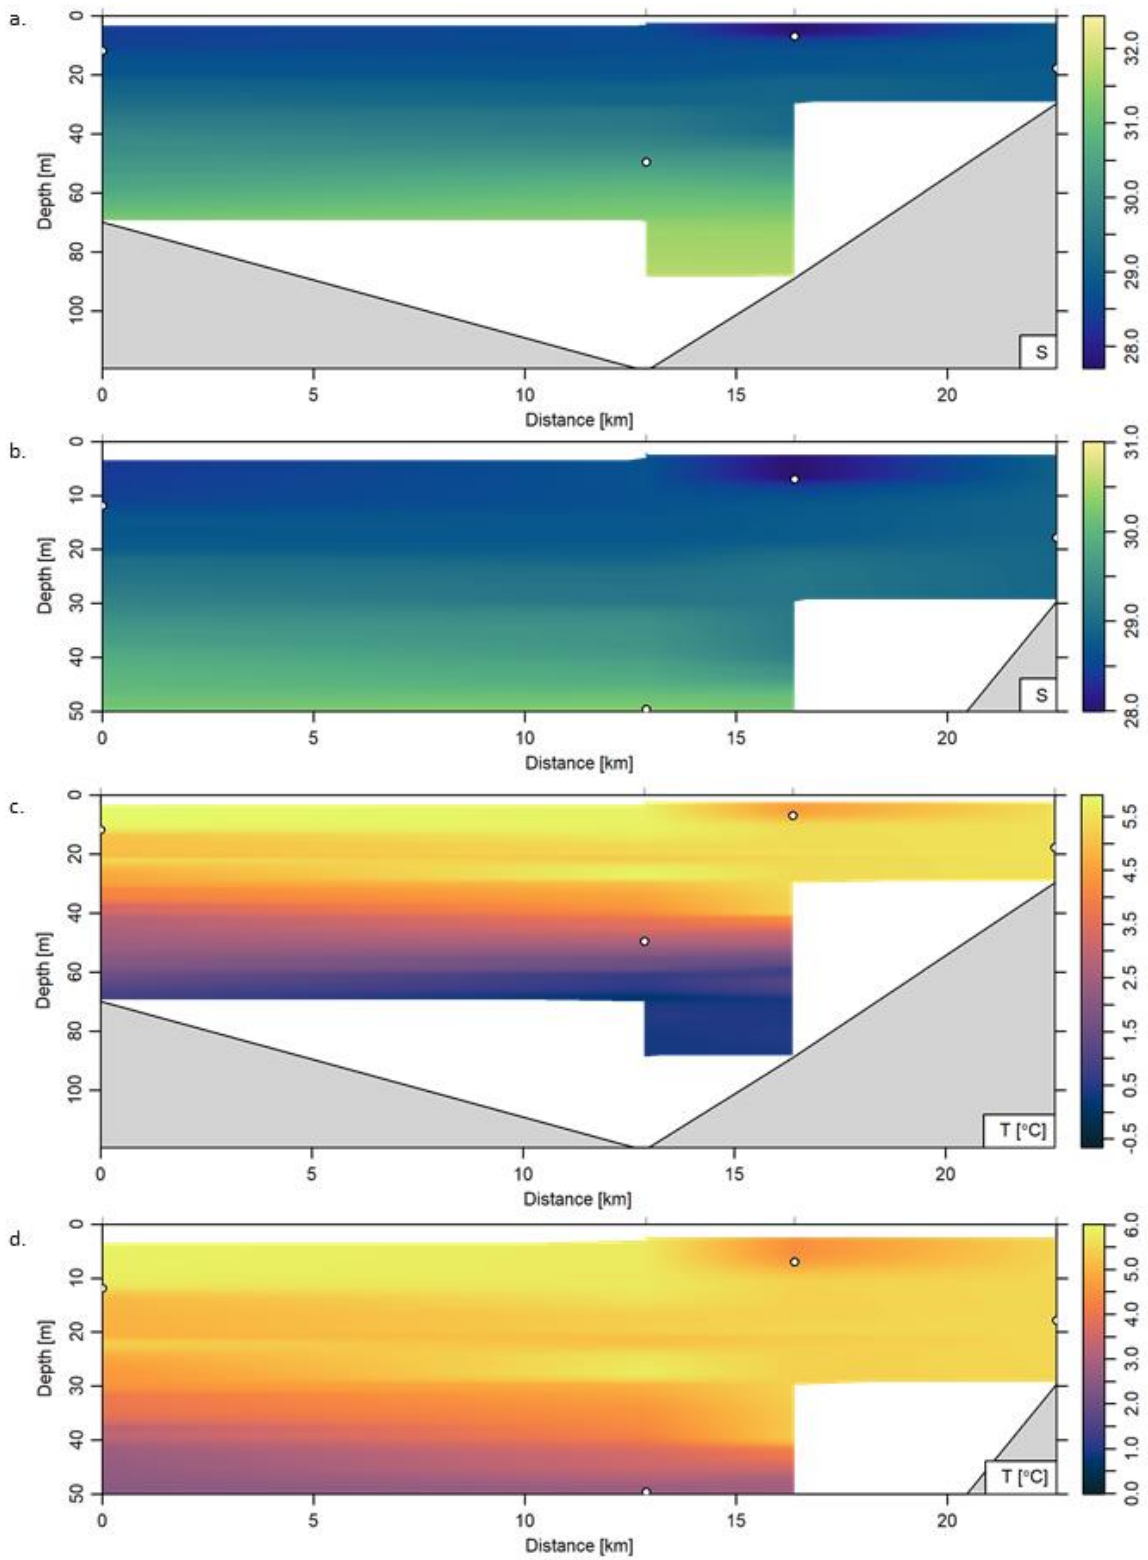 a.
0
20
40
60
80
100
Depth [m]
32.0
31.0
30.0
29.0
28.0
S
0 5 10 15 20
Distance [km]
b.
0
10
20
30
40
50
Depth [m]
31.0
30.0
29.0
28.0
S
0 5 10 15 20
Distance [km]
c.
0
20
40
60
80
100
Depth [m]
5.5
4.5
3.5
2.5
1.5
0.5
-0.5
T [°C]
0 5 10 15 20
Distance [km]
d.
0
10
20
30
40
50
Depth [m]
6.0
5.0
4.0
3.0
2.0
1.0
0.0
T [°C]
0 5 10 15 20
Distance [km]